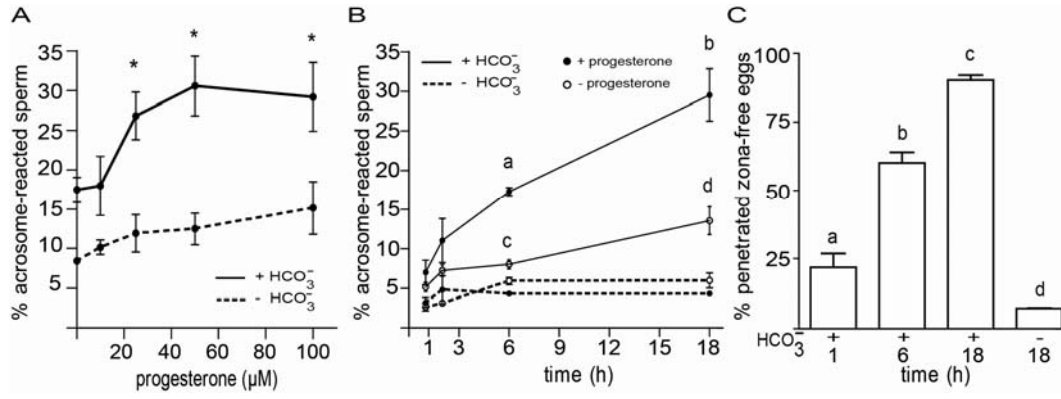 A
% acrosome-reacted sperm
35
30
25
20
15
10
5
* * *
+ HCO3-
- HCO3-
20 40 60 80 100
progesterone (µM)
B
% acrosome-reacted sperm
35
30
25
20
15
10
5
+ HCO3-
- HCO3-
+ progesterone
- progesterone
b
a
d
c
1 3 6 9 12 15 18
time (h)
C
% penetrated zona-free eggs
100
75
50
25
a
b
c
d
HCO3- + + + -
1 6 18 18
time (h)